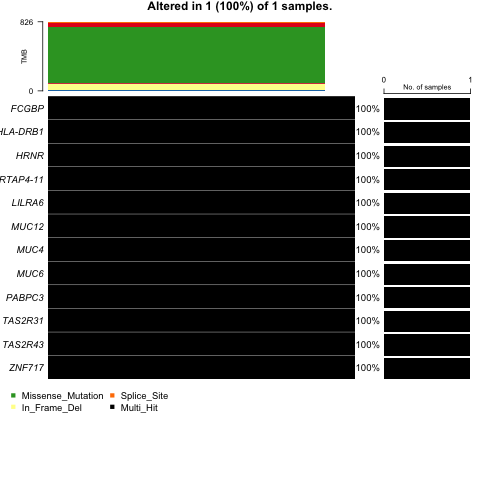 Altered in 1 (100%) of 1 samples.
826
TMB
0
0 1
No. of samples
FCGBP 100%
HLA-DRB1 100%
HRNR 100%
RTAP4-11 100%
LILRA6 100%
MUC12 100%
MUC4 100%
MUC6 100%
PABPC3 100%
TAS2R31 100%
TAS2R43 100%
ZNF717 100%
Missense_Mutation Splice_Site
In_Frame_Del Multi_Hit